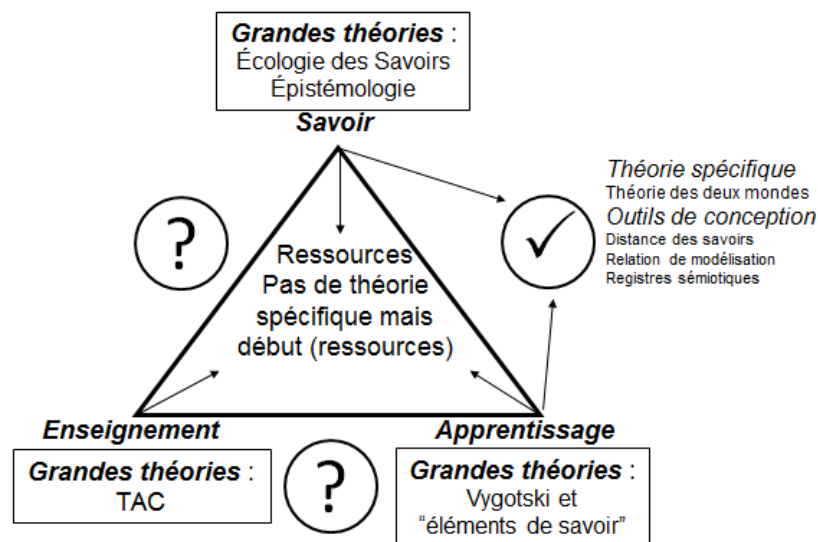 Grandes théories :
Écologie des Savoirs
Épistémologie
Savoir
Théorie spécifique
Théorie des deux mondes
Outils de conception
Distance des savoirs
Relation de modélisation
Registres sémiotiques
?
Ressources
Pas de théorie
spécifique mais
début (ressources)
Enseignement
Apprentissage
Grandes théories :
TAC
?
Grandes théories :
Vygotski et
“éléments de savoir”